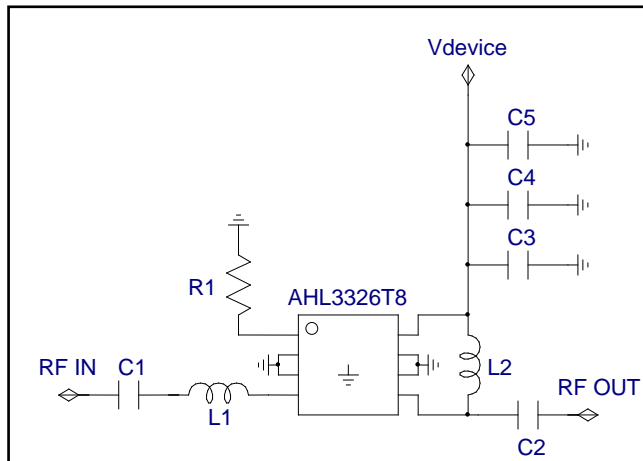 Vdevice
C5
C4
C3
R1
AHL3326T8
RF IN
C1
L1
L2
RF OUT
C2